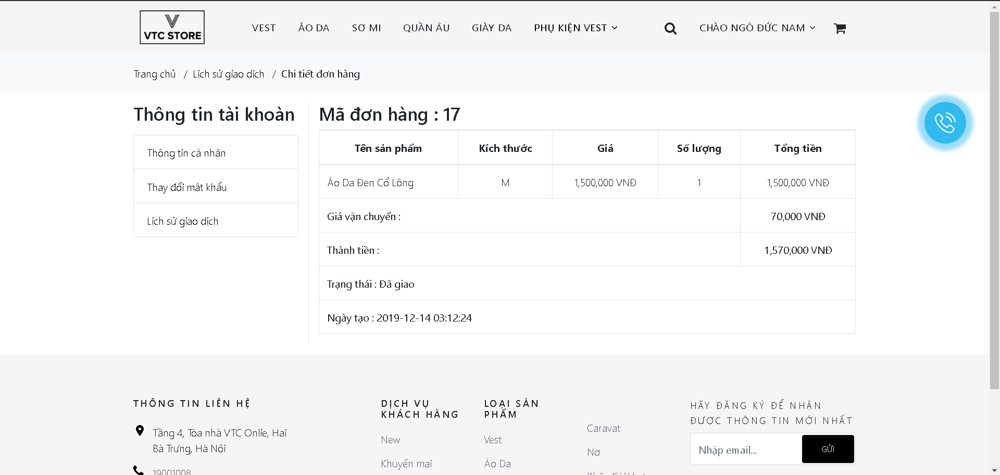 VTC STORE
VEST
ÁO DA
SƠ MI
QUẦN ÂU
GIÀY DA
PHỤ KIỆN VEST
CHÀO NGÔ ĐỨC NAM
Trang chủ / Lịch sử giao dịch / Chi tiết đơn hàng
Thông tin tài khoản
Thông tin cá nhân
Thay đổi mật khẩu
Lịch sử giao dịch
Mã đơn hàng : 17
Tên sản phẩm Kích thước Giá Số lượng Tổng tiền
Áo Da Đen Cổ Lông M 1,500,000 VNĐ 1 1,500,000 VNĐ
Giá vận chuyển : 70,000 VNĐ
Thành tiền : 1,570,000 VNĐ
Trạng thái : Đã giao
Ngày tạo : 2019-12-14 03:12:24
THÔNG TIN LIÊN HỆ
Tầng 4, Tòa nhà VTC Onlie, Hai
Bà Trưng, Hà Nội
19001008
DỊCH VỤ
KHÁCH HÀNG
New
Khuyến mại
LOẠI SẢN
PHẨM
Vest
Áo Da
Caravat
Nơ
HÃY ĐĂNG KÝ ĐỂ NHẬN
ĐƯỢC THÔNG TIN MỚI NHẤT
Nhập email...
GỬI